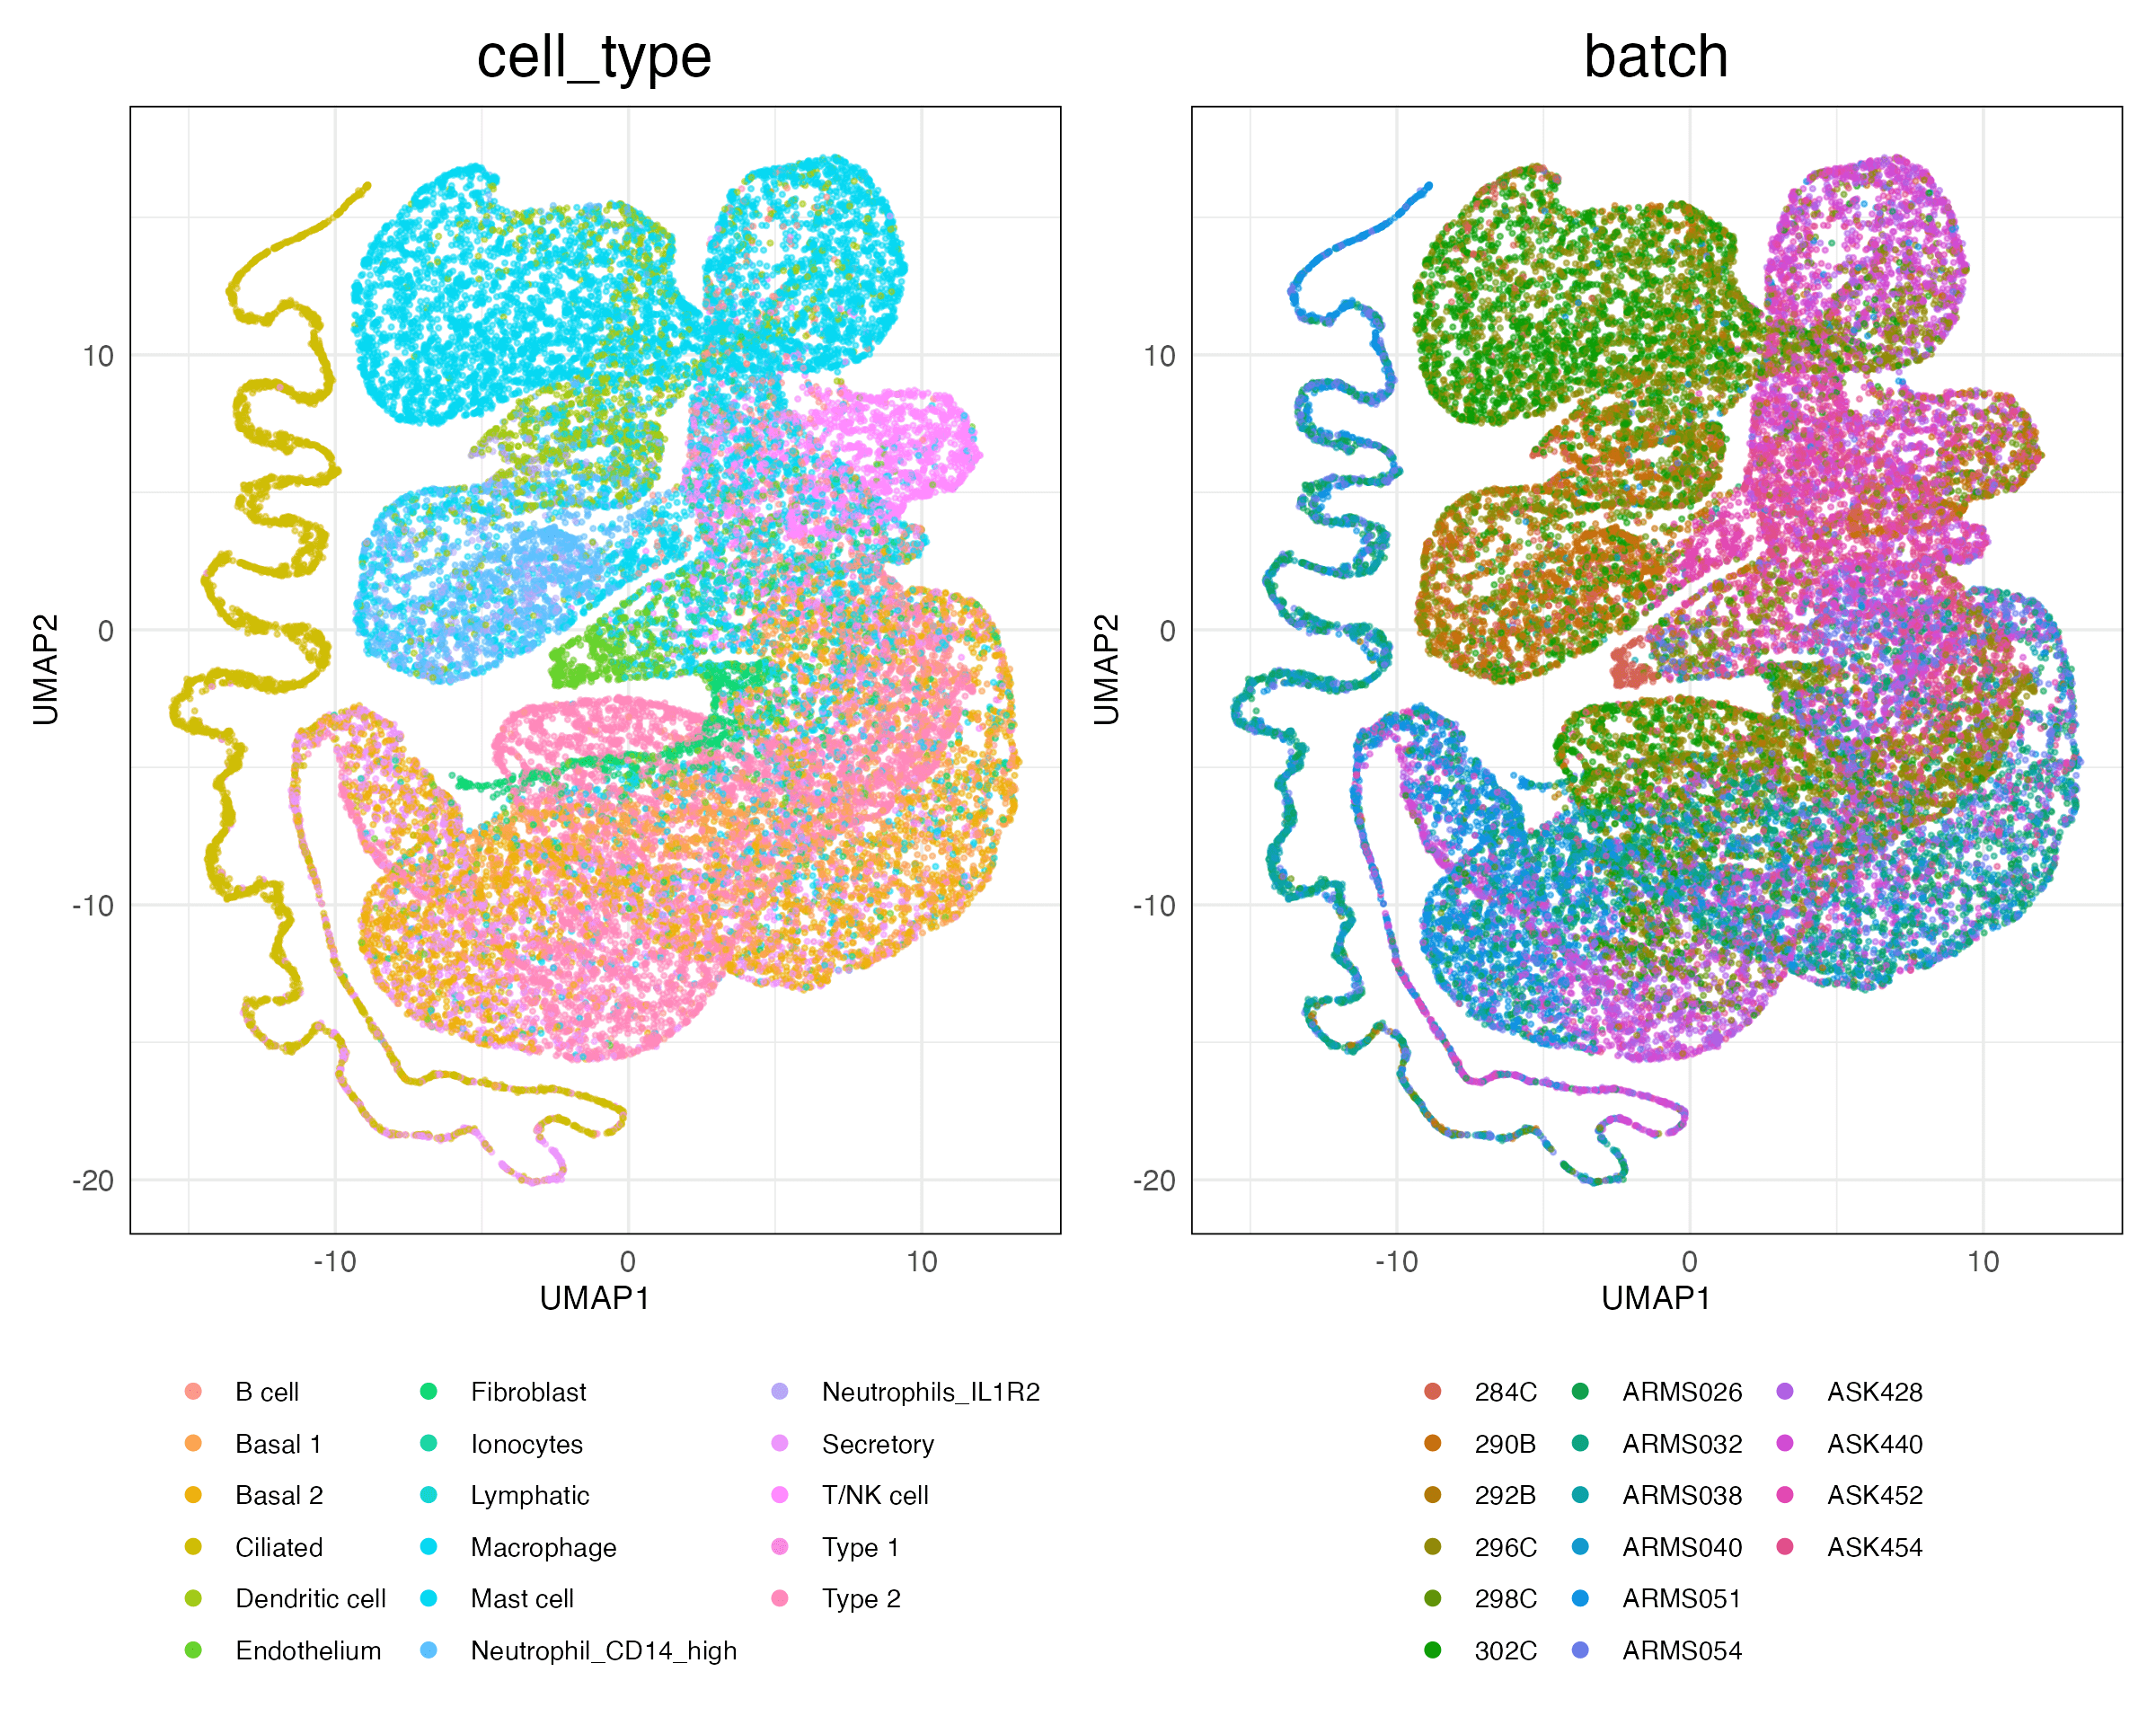 cell_type
batch
10
0
-10
-20
UMAP2
-10 0 10
UMAP1
10
0
-10
-20
UMAP2
-10 0 10
UMAP1
B cell
Basal 1
Basal 2
Ciliated
Dendritic cell
Endothelium
Fibroblast
Ionocytes
Lymphatic
Macrophage
Mast cell
Neutrophil_CD14_high
Neutrophils_IL1R2
Secretory
T/NK cell
Type 1
Type 2
284C
290B
292B
296C
298C
302C
ARMS026
ARMS032
ARMS038
ARMS040
ARMS051
ARMS054
ASK428
ASK440
ASK452
ASK454